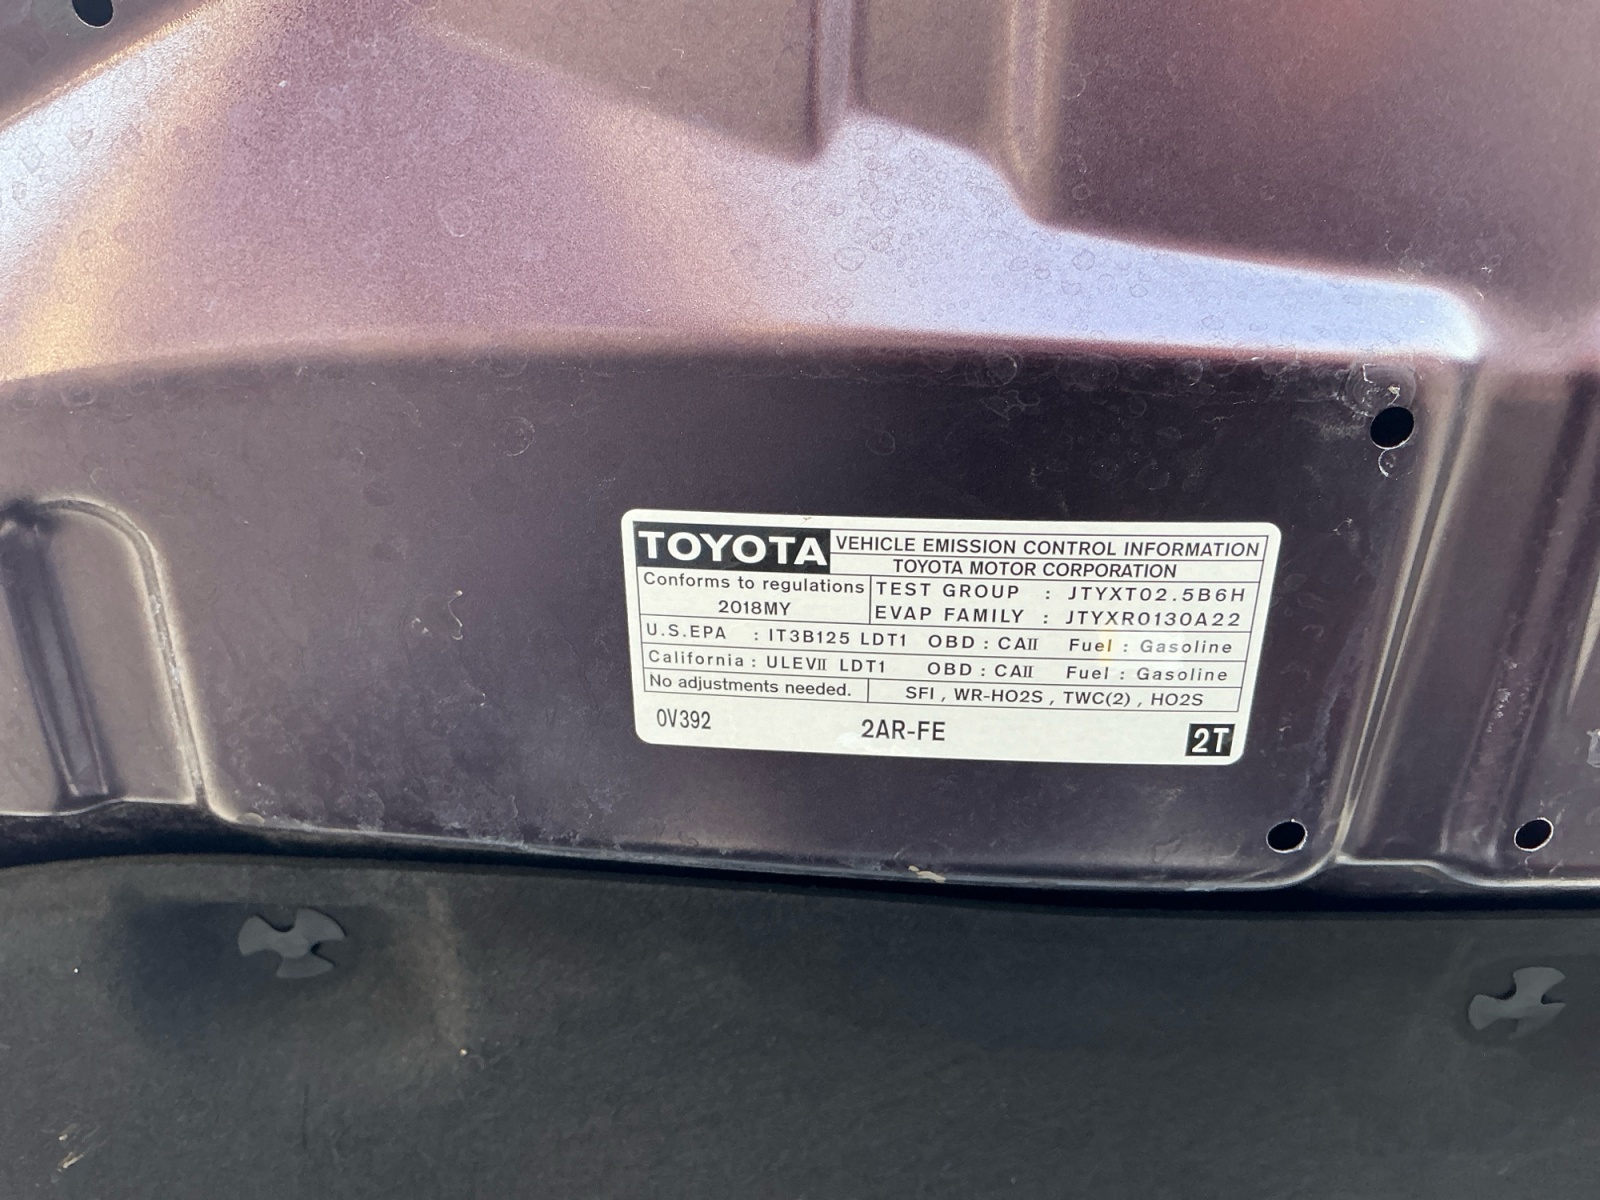 TOYOTA VEHICLE EMISSION CONTROL INFORMATION
TOYOTA MOTOR CORPORATION
Conforms to regulations
2018MY
TEST GROUP : JTYXT02.5B6H
EVAP FAMILY : JTYXR0130A22
U.S.EPA : IT3B125 LDT1 OBD : CAII Fuel : Gasoline
California : ULEVII LDT1 OBD : CAII Fuel : Gasoline
No adjustments needed. SFI , WR-HO2S , TWC(2) , HO2S
0V392 2AR-FE 2T